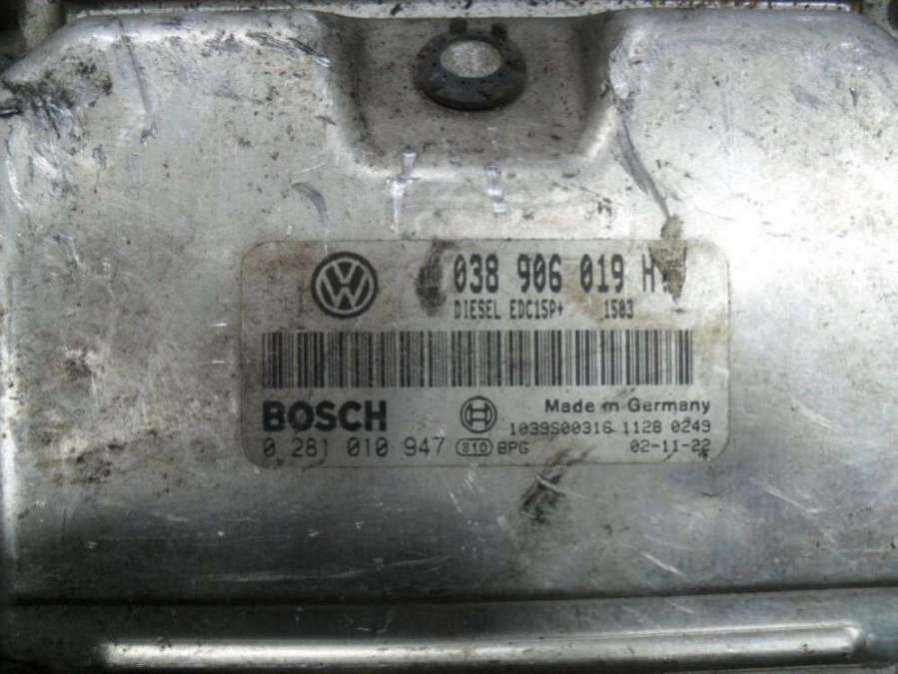 038 906 019
DIESEL EDC15P+ 1503
BOSCH
Made in Germany
1039S00316 1128 0249
0 281 010 947 S10 BPG 02-11-22